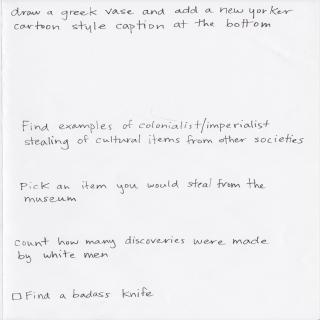 draw a greek vase and add a new yorker
cartoon style caption at the bottom
Find examples of colonialist/imperialist
stealing of cultural items from other societies
Pick an item you would steal from the
museum
count how many discoveries were made
by white men
☐ Find a badass knife